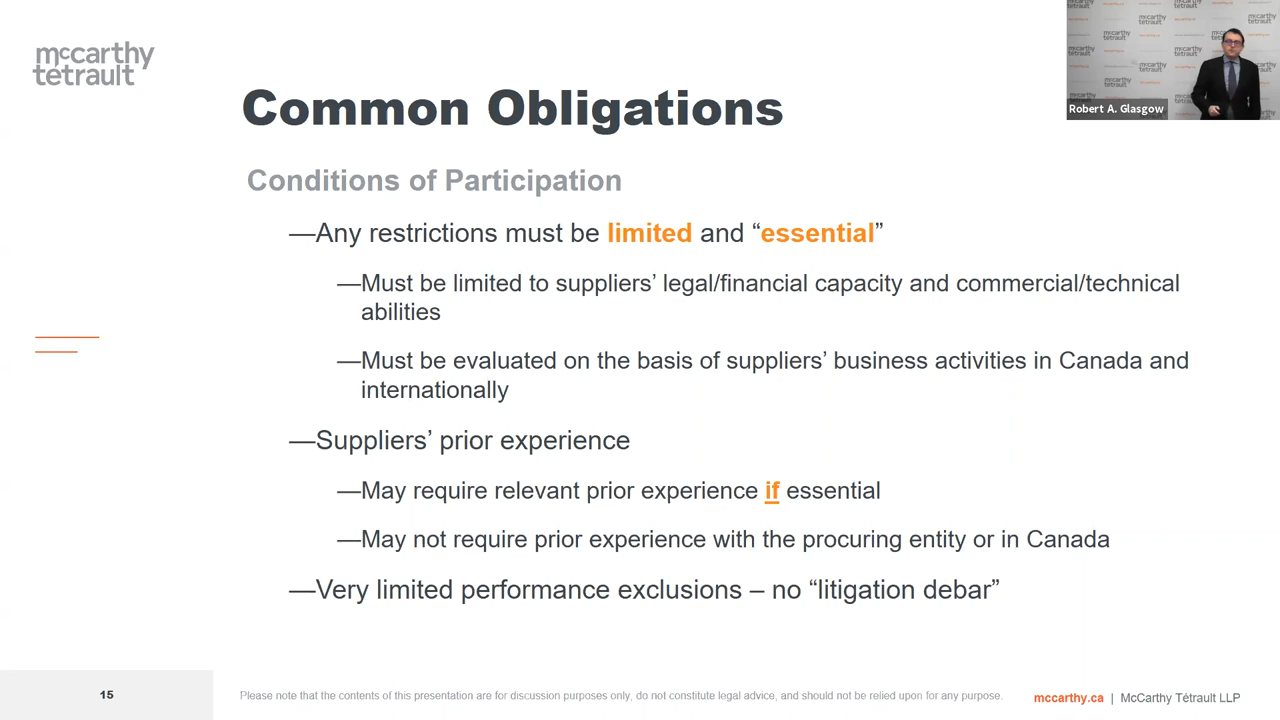 mccarthy
tetrault
Common Obligations
Robert A. Glasgow
Conditions of Participation
—Any restrictions must be limited and “essential”
—Must be limited to suppliers’ legal/financial capacity and commercial/technical
abilities
—Must be evaluated on the basis of suppliers’ business activities in Canada and
internationally
—Suppliers’ prior experience
—May require relevant prior experience if essential
—May not require prior experience with the procuring entity or in Canada
—Very limited performance exclusions – no “litigation debar”
15
Please note that the contents of this presentation are for discussion purposes only, do not constitute legal advice, and should not be relied upon for any purpose.
mccarthy.ca | McCarthy Tétrault LLP